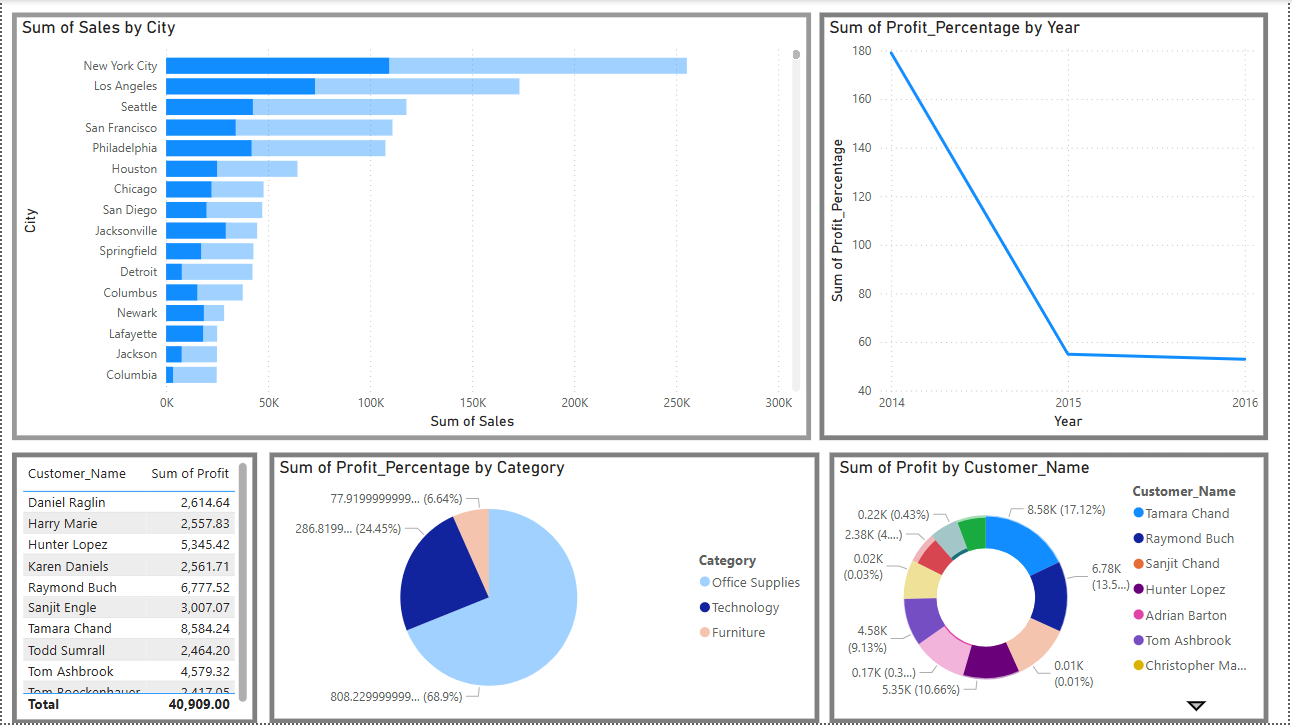 Sum of Sales by City
New York City
Los Angeles
Seattle
San Francisco
Philadelphia
Houston
Chicago
San Diego
Jacksonville
Springfield
Detroit
Columbus
Newark
Lafayette
Jackson
Columbia
City
0K 50K 100K 150K 200K 250K 300K
Sum of Sales
Sum of Profit_Percentage by Year
180
160
140
120
100
80
60
40
Sum of Profit_Percentage
2014 2015 2016
Year
Customer_Name Sum of Profit
Daniel Raglin 2,614.64
Harry Marie 2,557.83
Hunter Lopez 5,345.42
Karen Daniels 2,561.71
Raymond Buch 6,777.52
Sanjit Engle 3,007.07
Tamara Chand 8,584.24
Todd Sumrall 2,464.20
Tom Ashbrook 4,579.32
Tom Boeckenhauer 2,417.05
Total 40,909.00
Sum of Profit_Percentage by Category
77.9199999999... (6.64%)
286.8199... (24.45%)
808.229999999... (68.9%)
Category
Office Supplies
Technology
Furniture
Sum of Profit by Customer_Name
0.22K (0.43%)
2.38K (4....)
0.02K
(0.03%)
4.58K
(9.13%)
0.17K (0.3...)
5.35K (10.66%)
8.58K (17.12%)
6.78K
(13.5...)
0.01K
(0.01%)
Customer_Name
Tamara Chand
Raymond Buch
Sanjit Chand
Hunter Lopez
Adrian Barton
Tom Ashbrook
Christopher Ma...